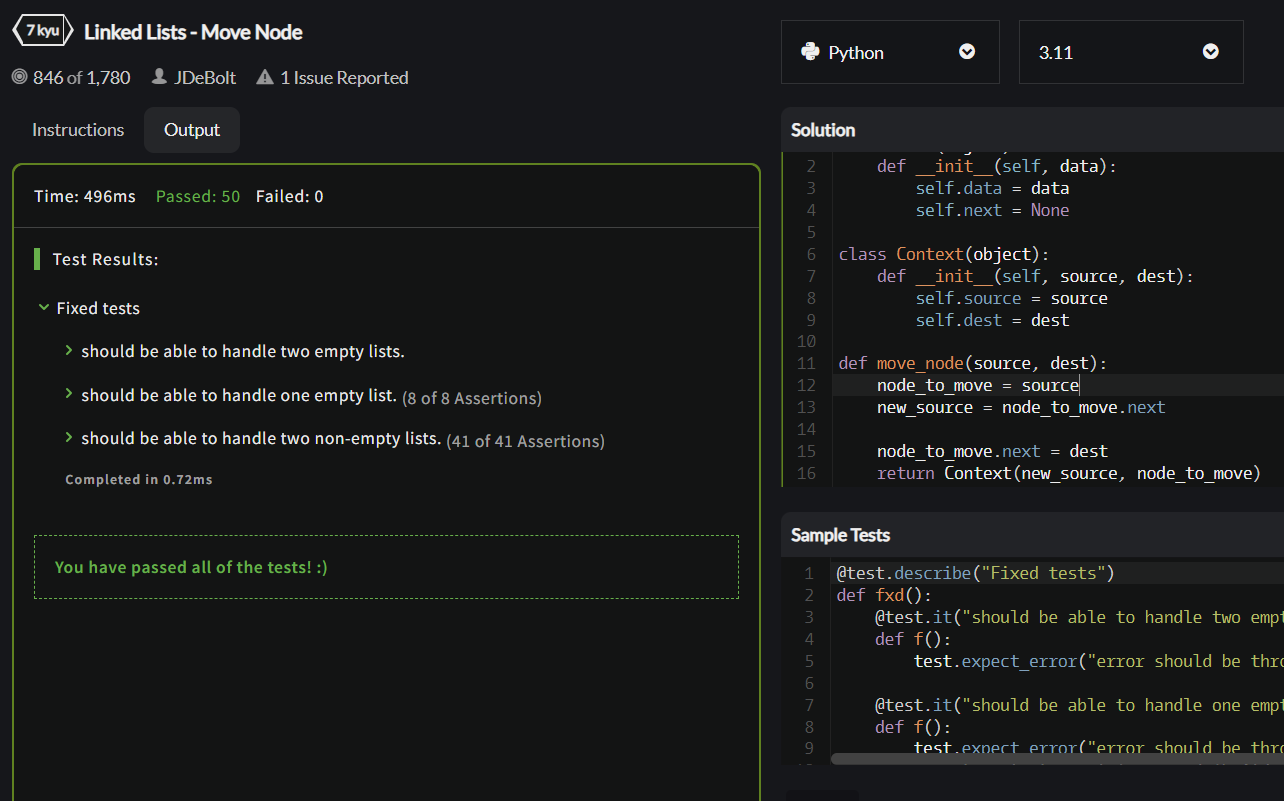 7 kyu Linked Lists - Move Node
846 of 1,780 JDeBolt 1 Issue Reported
Instructions Output
Time: 496ms Passed: 50 Failed: 0
Test Results:
Fixed tests
should be able to handle two empty lists.
should be able to handle one empty list. (8 of 8 Assertions)
should be able to handle two non-empty lists. (41 of 41 Assertions)
Completed in 0.72ms
You have passed all of the tests! :)
Python 3.11
Solution
2 def __init__(self, data):
3 self.data = data
4 self.next = None
5
6 class Context(object):
7 def __init__(self, source, dest):
8 self.source = source
9 self.dest = dest
10
11 def move_node(source, dest):
12 node_to_move = source
13 new_source = node_to_move.next
14
15 node_to_move.next = dest
16 return Context(new_source, node_to_move)
Sample Tests
1 @test.describe("Fixed tests")
2 def fxd():
3 @test.it("should be able to handle two empt
4 def f():
5 test.expect_error("error should be thro
6
7 @test.it("should be able to handle one empt
8 def f():
9 test.expect_error("error should be thro